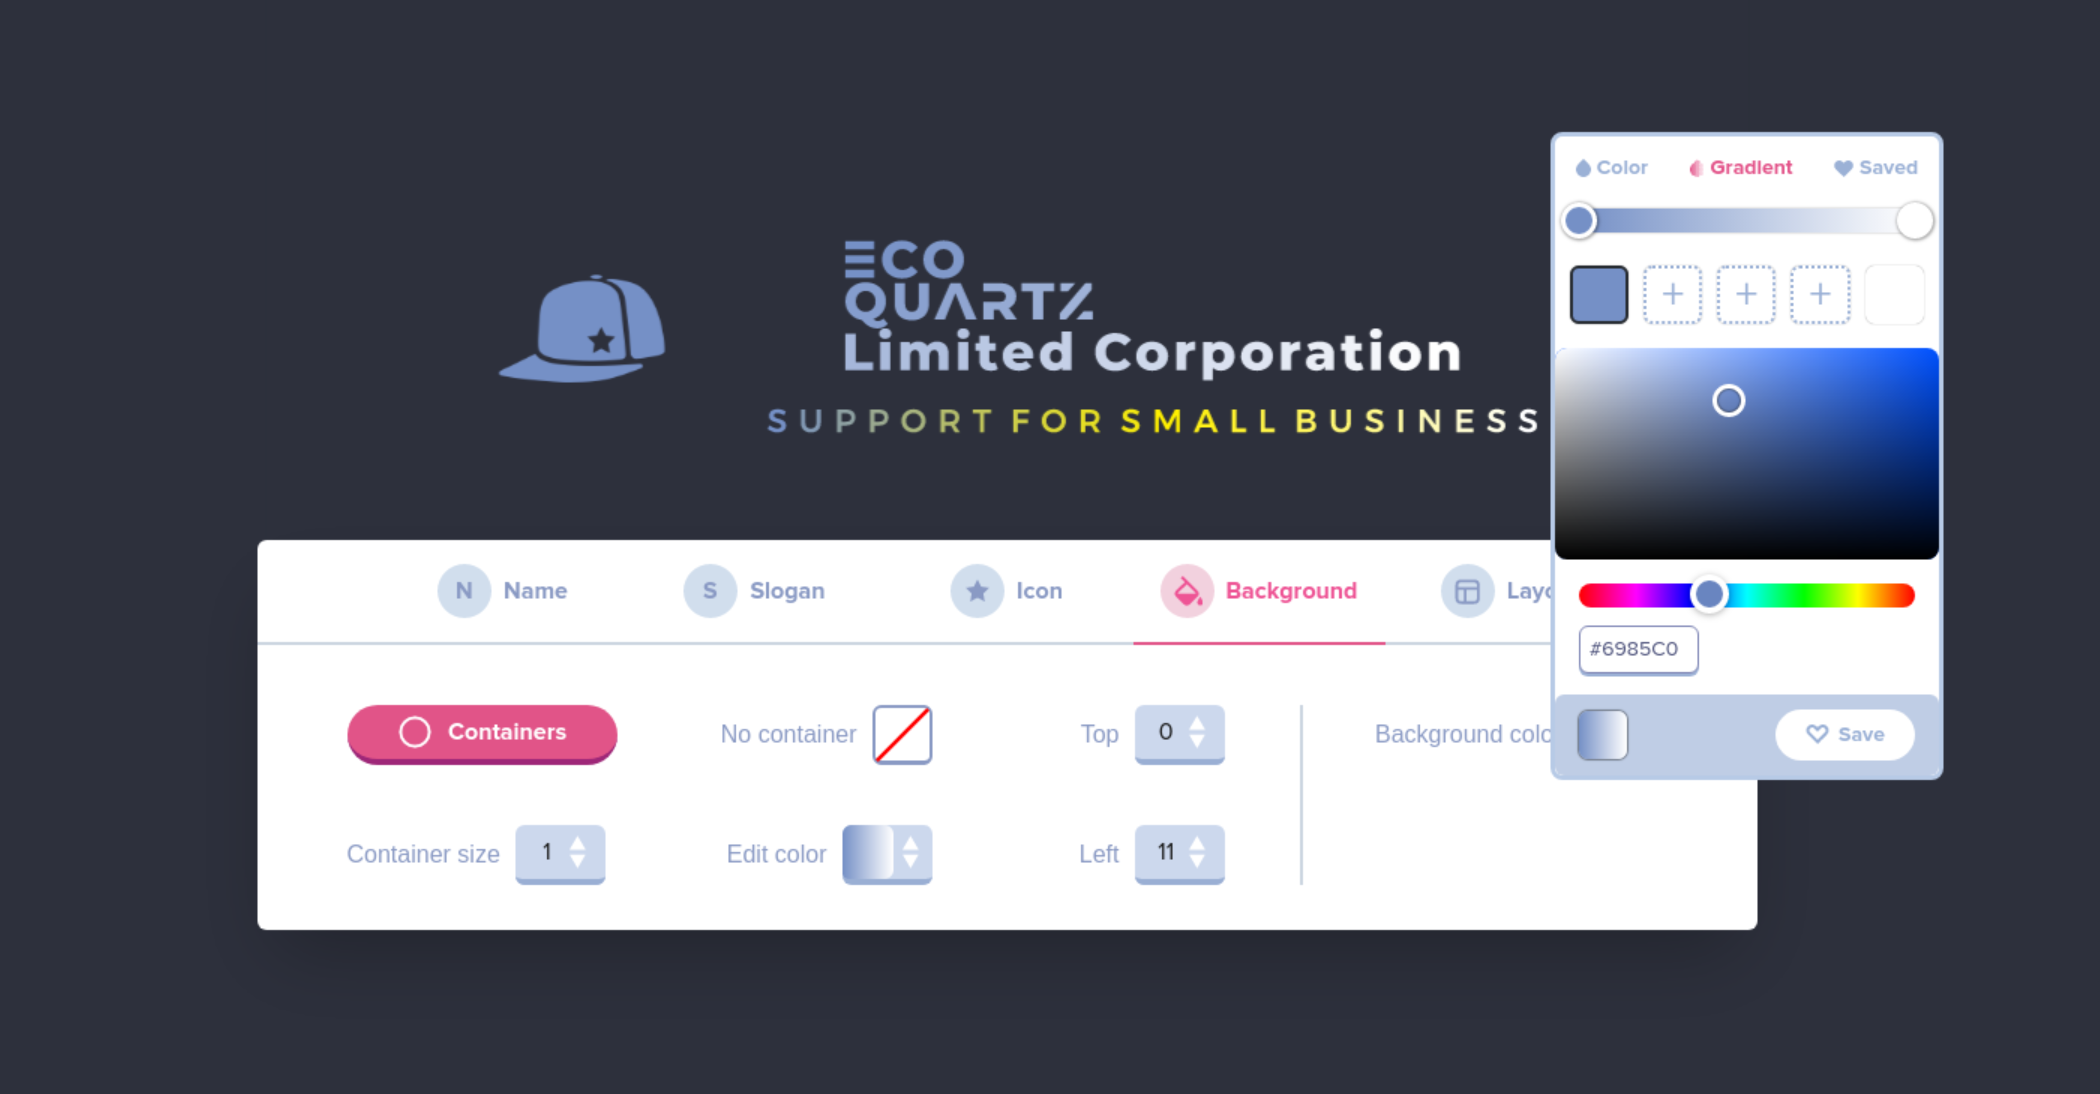 ECO
QUARTZ
Limited Corporation
SUPPORT FOR SMALL BUSINESS
Color Gradient Saved
#6985C0
Save
N Name S Slogan Icon Background Layo
Containers No container Top 0 Background colo
Container size 1 Edit color Left 11